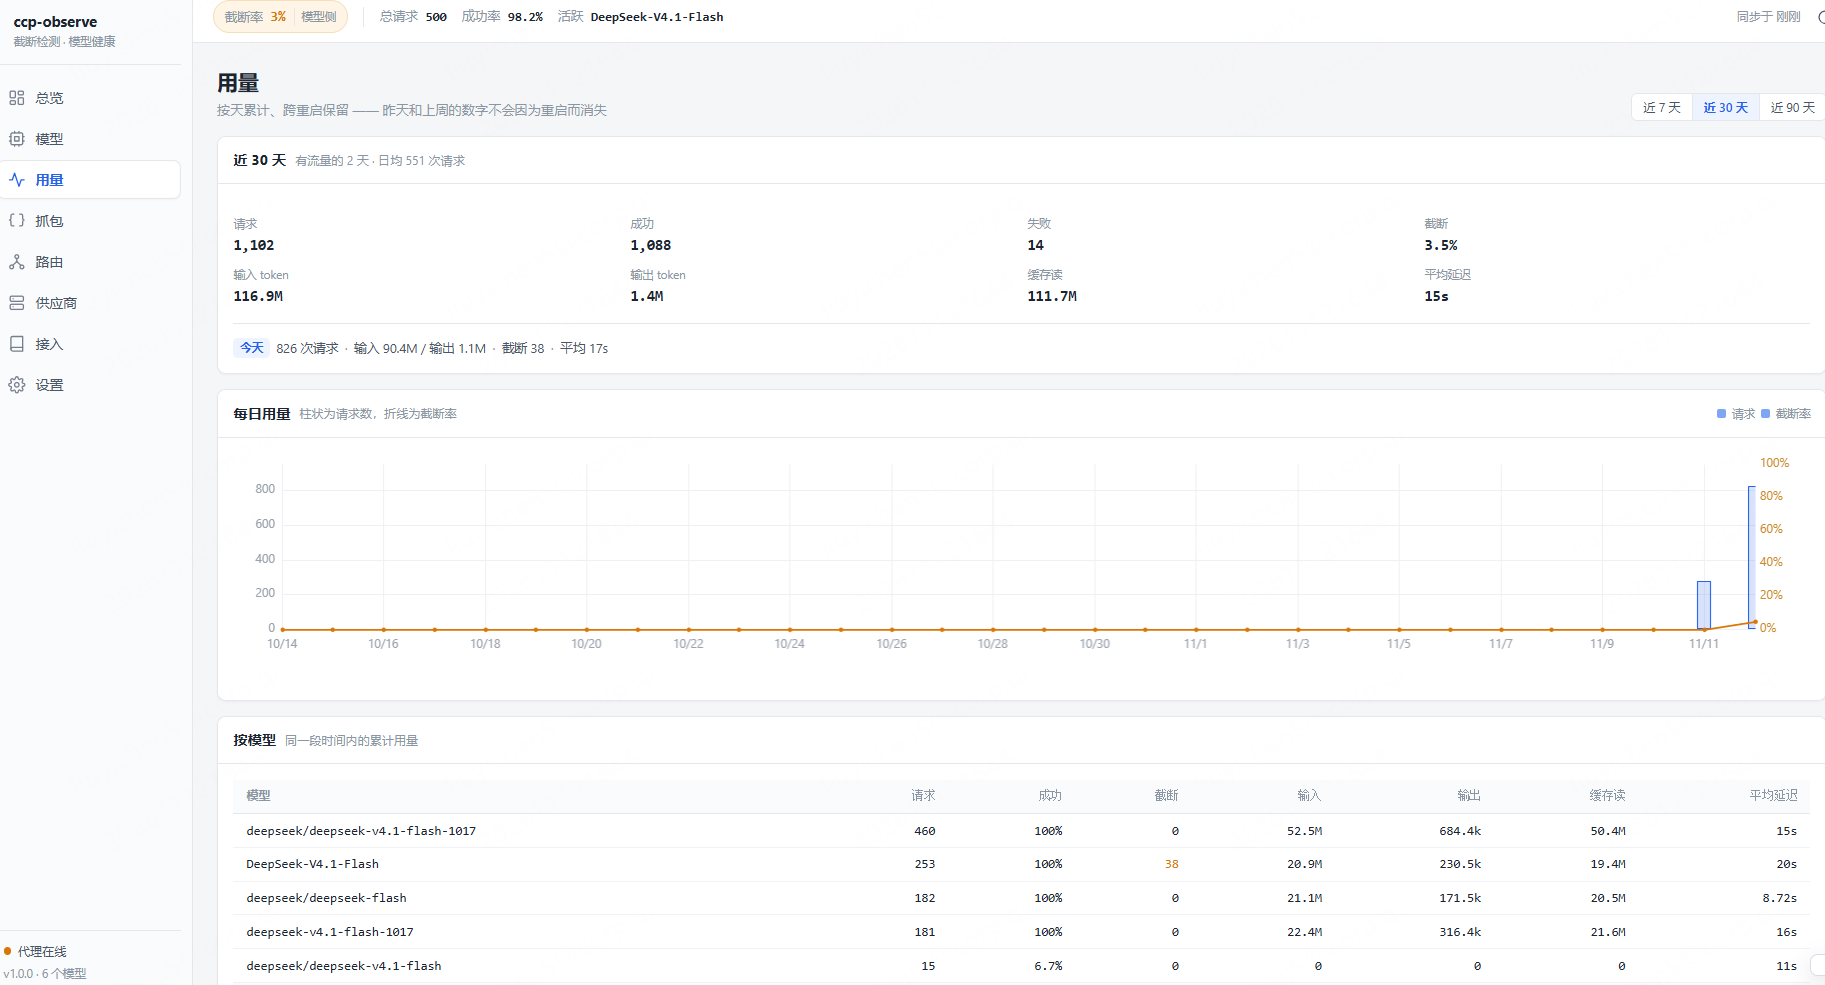 ccp-observe
截断检测 · 模型健康
总览
模型
用量
抓包
路由
供应商
接入
设置
代理在线
v1.0.0 · 6 个模型
截断率 3% 模型侧 总请求 500 成功率 98.2% 活跃 DeepSeek-V4.1-Flash
同步于 刚刚
用量
按天累计、跨重启保留 —— 昨天和上周的数字不会因为重启而消失
近 7 天 近 30 天 近 90 天
近 30 天 有流量的 2 天 · 日均 551 次请求
请求 成功 失败 截断
1,102 1,088 14 3.5%
输入 token 输出 token 缓存读 平均延迟
116.9M 1.4M 111.7M 15s
今天 826 次请求 · 输入 90.4M / 输出 1.1M · 截断 38 · 平均 17s
每日用量 柱状为请求数，折线为截断率
请求 截断率
100%
800 80%
600 60%
400 40%
200 20%
0 0%
10/14 10/16 10/18 10/20 10/22 10/24 10/26 10/28 10/30 11/1 11/3 11/5 11/7 11/9 11/11
按模型 同一段时间内的累计用量
模型 请求 成功 截断 输入 输出 缓存读 平均延迟
deepseek/deepseek-v4.1-flash-1017 460 100% 0 52.5M 684.4k 50.4M 15s
DeepSeek-V4.1-Flash 253 100% 38 20.9M 230.5k 19.4M 20s
deepseek/deepseek-flash 182 100% 0 21.1M 171.5k 20.5M 8.72s
deepseek-v4.1-flash-1017 181 100% 0 22.4M 316.4k 21.6M 16s
deepseek/deepseek-v4.1-flash 15 6.7% 0 0 0 0 11s